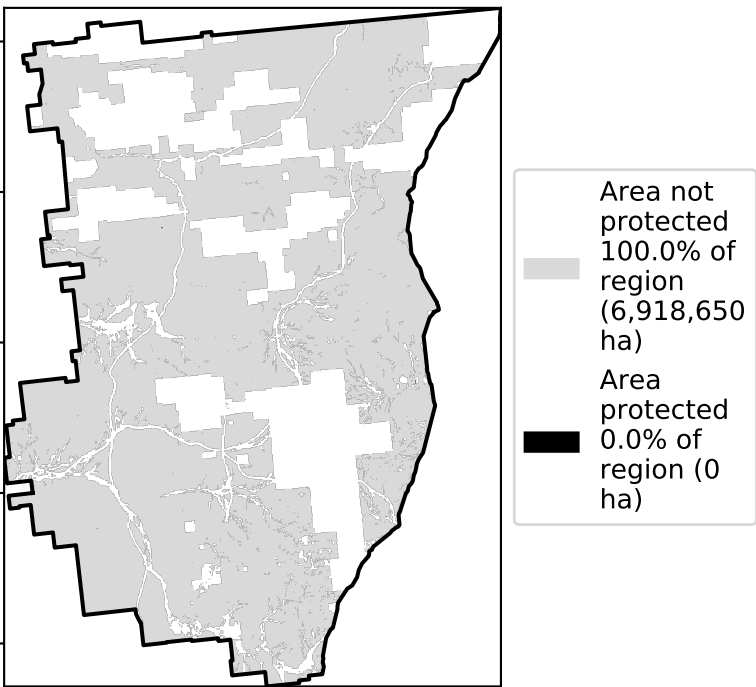 Area not
protected
100.0% of
region
(6,918,650
ha)
Area
protected
0.0% of
region (0
ha)